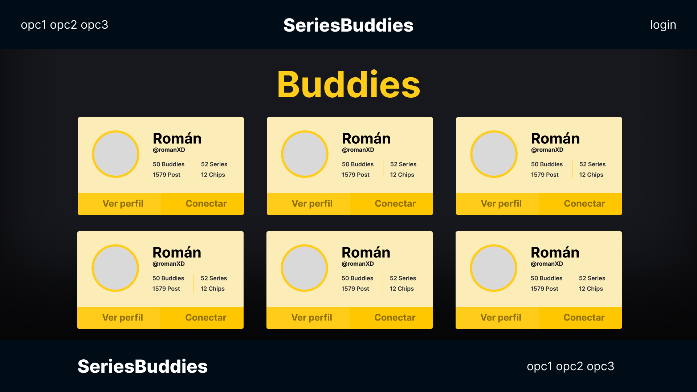 opc1 opc2 opc3
SeriesBuddies
login
Buddies
Román
@romanXD
50 Buddies
52 Series
1579 Post
12 Chips
Ver perfil
Conectar
Román
@romanXD
50 Buddies
52 Series
1579 Post
12 Chips
Ver perfil
Conectar
Román
@romanXD
50 Buddies
52 Series
1579 Post
12 Chips
Ver perfil
Conectar
Román
@romanXD
50 Buddies
52 Series
1579 Post
12 Chips
Ver perfil
Conectar
Román
@romanXD
50 Buddies
52 Series
1579 Post
12 Chips
Ver perfil
Conectar
Román
@romanXD
50 Buddies
52 Series
1579 Post
12 Chips
Ver perfil
Conectar
SeriesBuddies
opc1 opc2 opc3